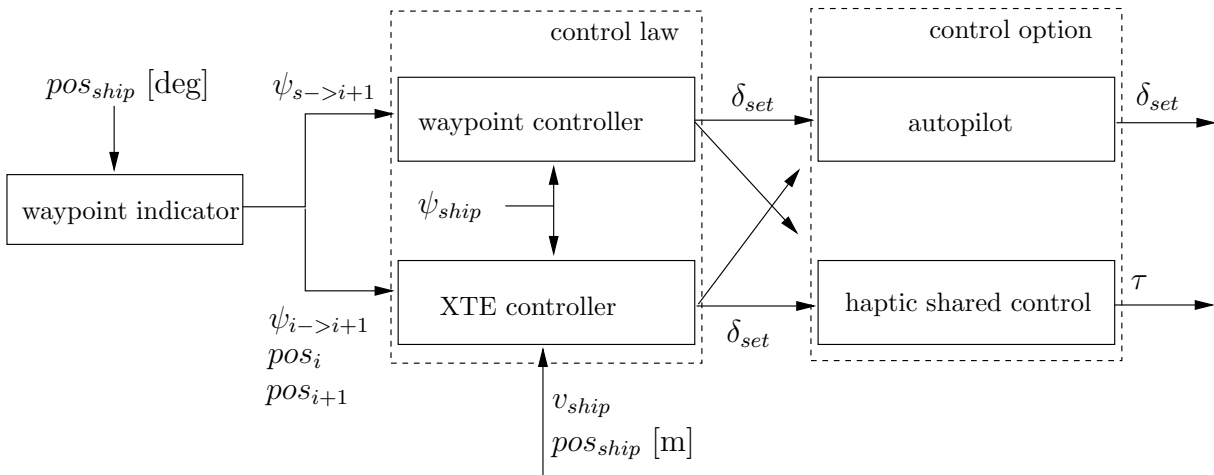 control law
control option
pos_ship [deg]
ψ_s->i+1
δ_set
δ_set
waypoint controller
autopilot
waypoint indicator
ψ_ship
XTE controller
haptic shared control
τ
ψ_i->i+1
δ_set
pos_i
pos_i+1
v_ship
pos_ship [m]